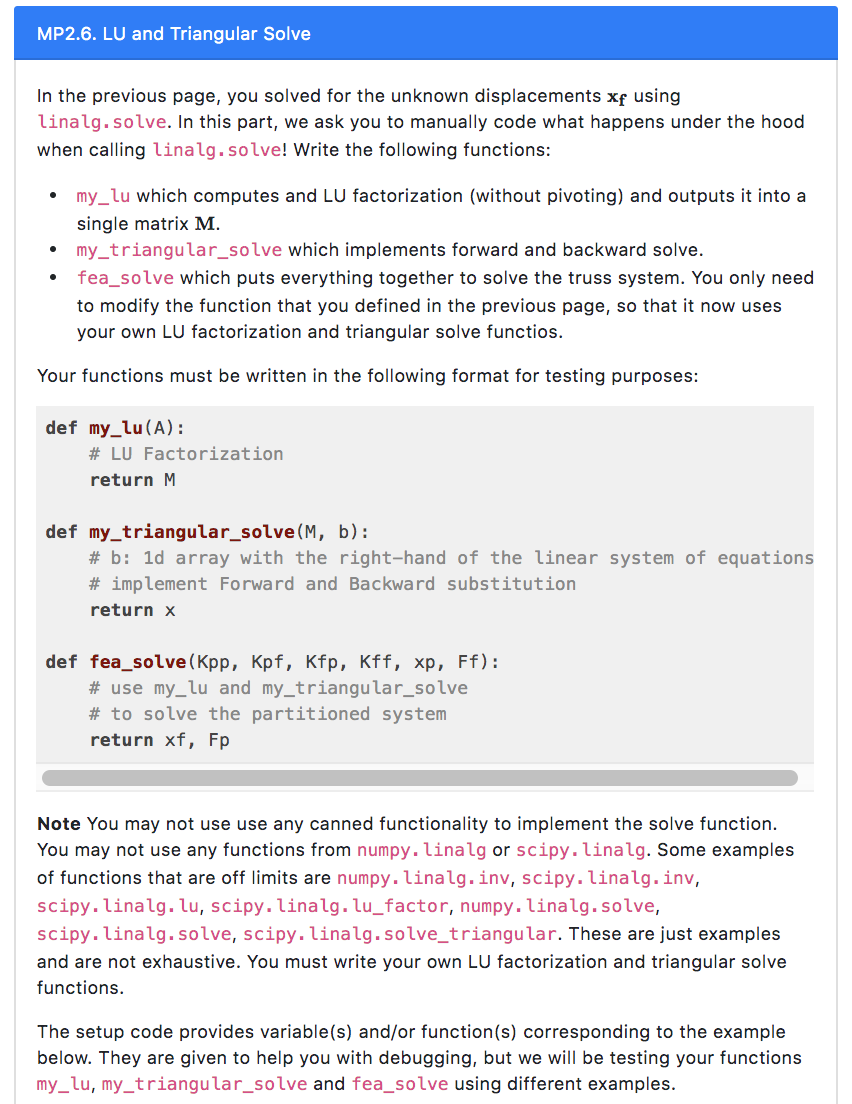 MP2.6. LU and Triangular Solve
In the previous page, you solved for the unknown displacements xf using
linalg.solve. In this part, we ask you to manually code what happens under the hood
when calling linalg.solve! Write the following functions:
• my_lu which computes and LU factorization (without pivoting) and outputs it into a
single matrix M.
• my_triangular_solve which implements forward and backward solve.
• fea_solve which puts everything together to solve the truss system. You only need
to modify the function that you defined in the previous page, so that it now uses
your own LU factorization and triangular solve functios.
Your functions must be written in the following format for testing purposes:
def my_lu(A):
    # LU Factorization
    return M
def my_triangular_solve(M, b):
    # b: 1d array with the right-hand of the linear system of equations
    # implement Forward and Backward substitution
    return x
def fea_solve(Kpp, Kpf, Kfp, Kff, xp, Ff):
    # use my_lu and my_triangular_solve
    # to solve the partitioned system
    return xf, Fp
Note You may not use use any canned functionality to implement the solve function.
You may not use any functions from numpy.linalg or scipy.linalg. Some examples
of functions that are off limits are numpy.linalg.inv, scipy.linalg.inv,
scipy.linalg.lu, scipy.linalg.lu_factor, numpy.linalg.solve,
scipy.linalg.solve, scipy.linalg.solve_triangular. These are just examples
and are not exhaustive. You must write your own LU factorization and triangular solve
functions.
The setup code provides variable(s) and/or function(s) corresponding to the example
below. They are given to help you with debugging, but we will be testing your functions
my_lu, my_triangular_solve and fea_solve using different examples.